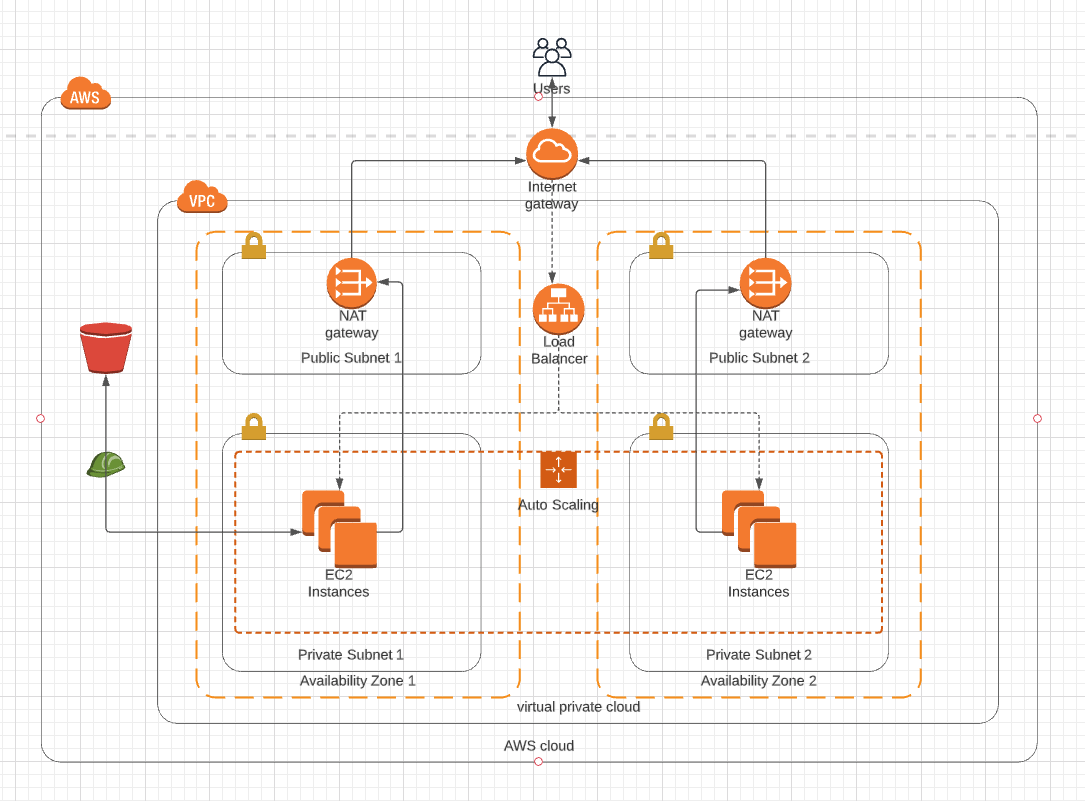 Users
AWS
Internet
gateway
VPC
NAT
gateway
Public Subnet 1
Load
Balancer
NAT
gateway
Public Subnet 2
Auto Scaling
EC2
Instances
EC2
Instances
Private Subnet 1
Private Subnet 2
Availability Zone 1
Availability Zone 2
virtual private cloud
AWS cloud